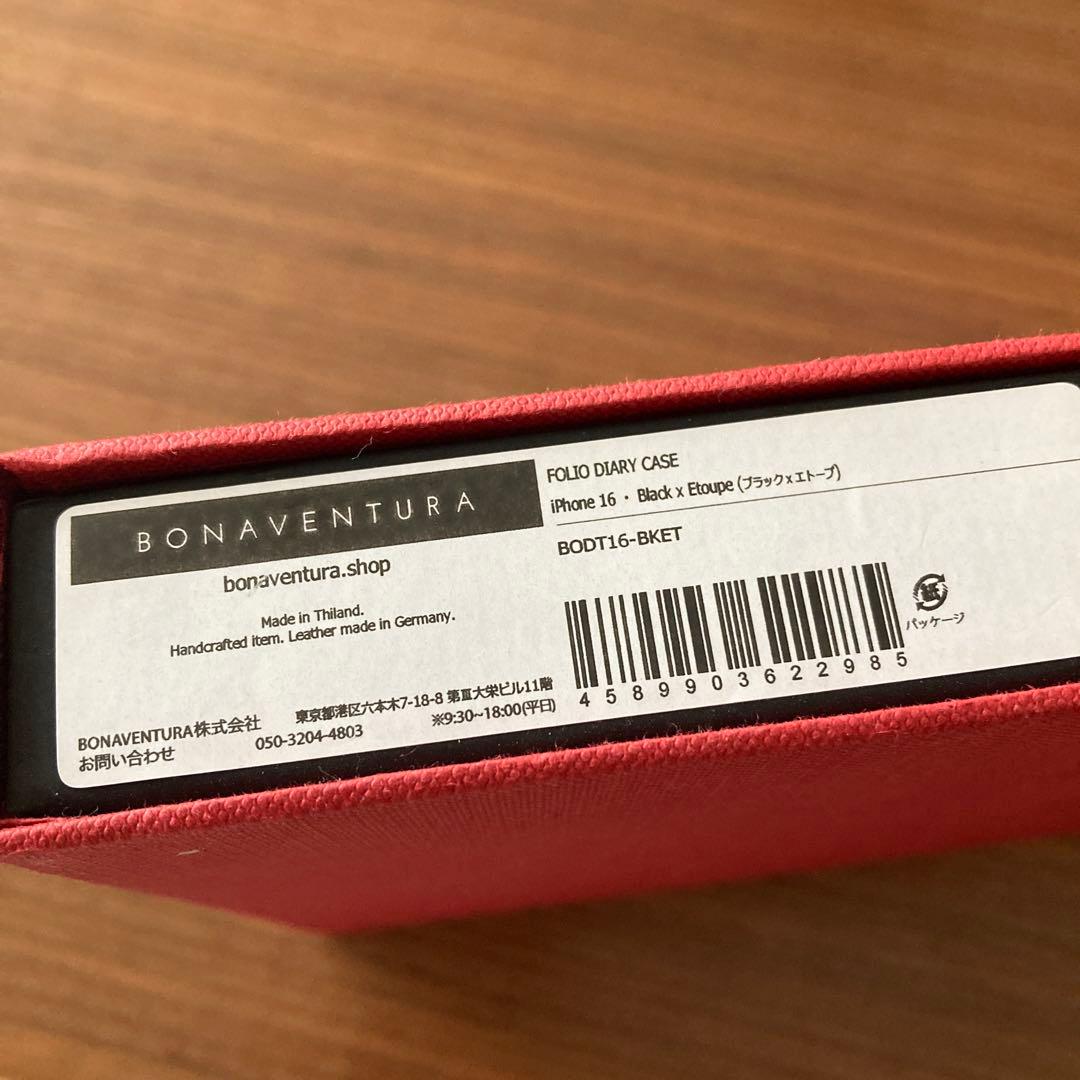 BONAVENTURA
bonaventura.shop
Made in Thiland.
Handcrafted item. Leather made in Germany.
BONAVENTURA株式会社 東京都港区六本木7-18-8 第Ⅲ大栄ビル11階
お問い合わせ 050-3204-4803 ※9:30~18:00(平日)
FOLIO DIARY CASE
iPhone 16・Black x Etoupe (ブラックxエトープ)
BODT16-BKET
4589903622985
紙
パッケージ